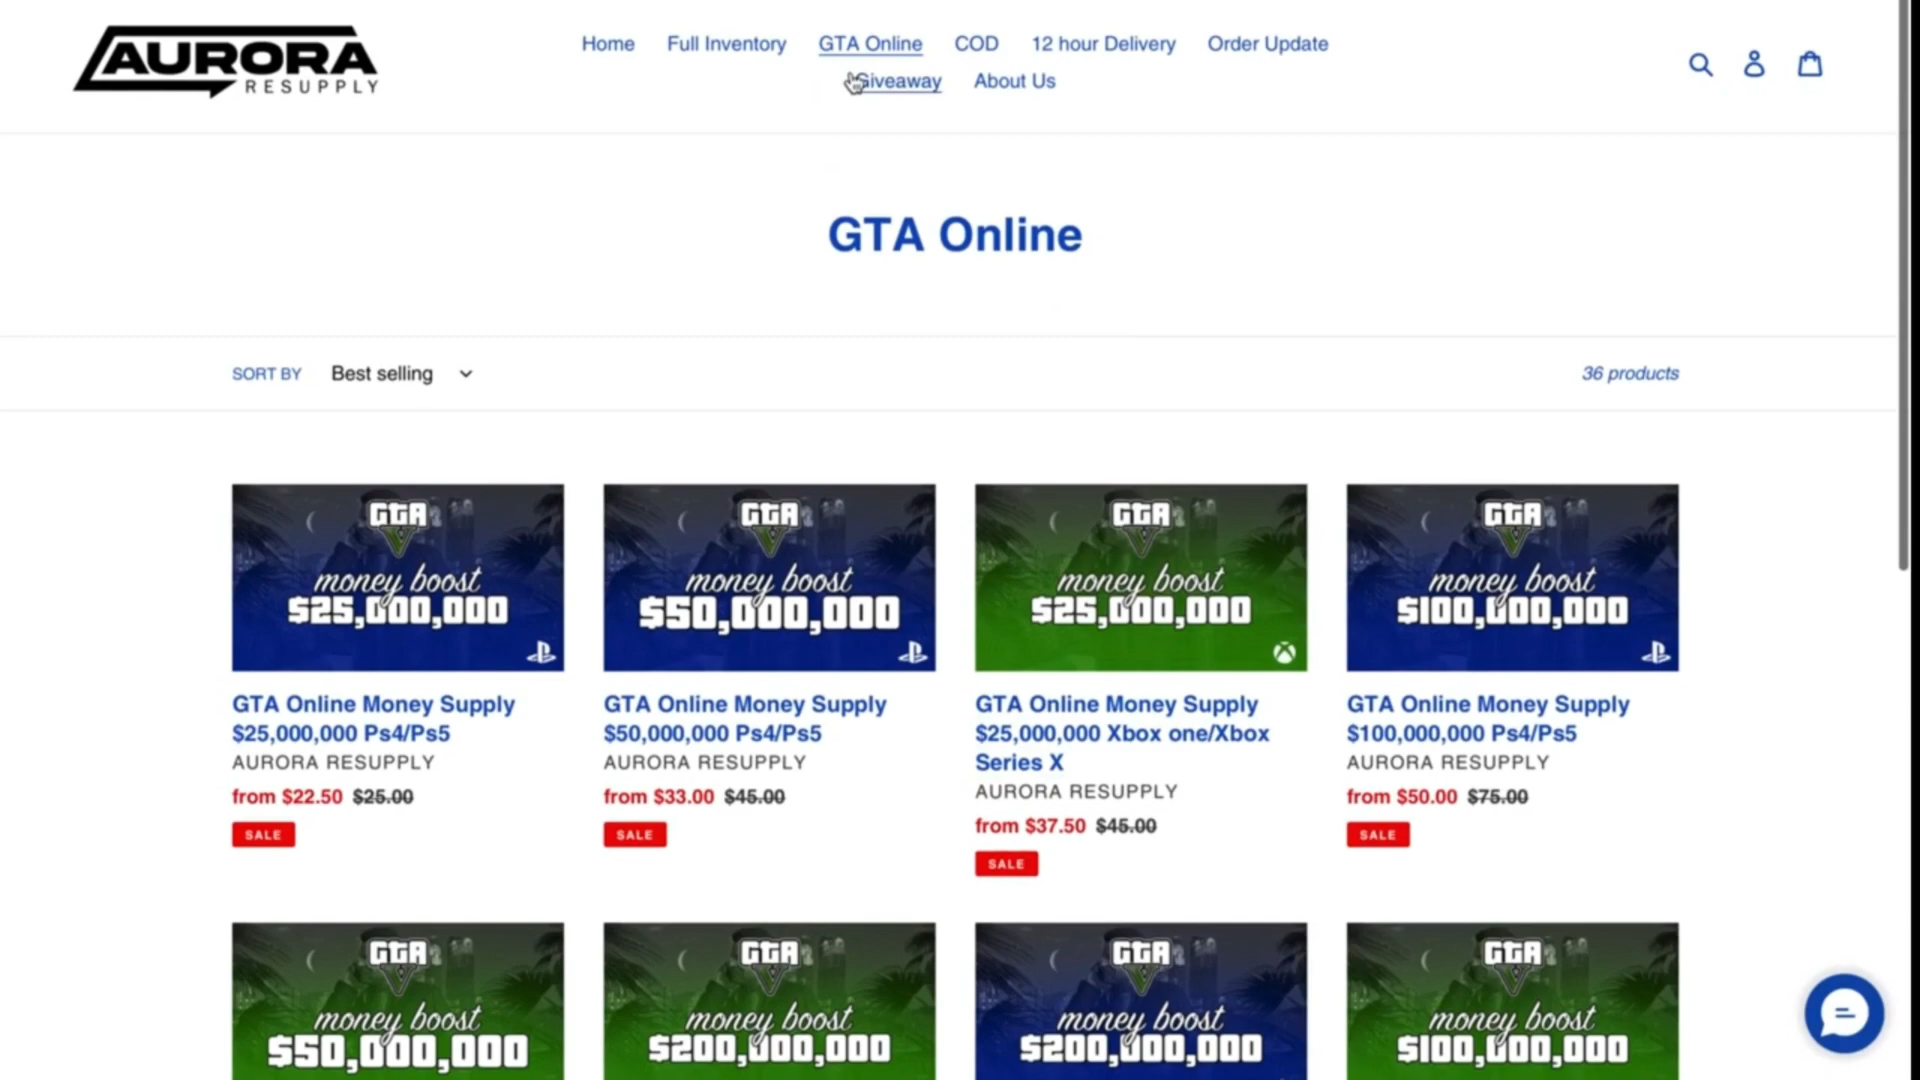 AURORA
RESUPPLY
Home Full Inventory GTA Online COD 12 hour Delivery Order Update
Giveaway About Us
GTA Online
SORT BY Best selling
36 products
GTA
V
money boost
$25,000,000
GTA
V
money boost
$50,000,000
GTA
V
money boost
$25,000,000
GTA
V
money boost
$100,000,000
GTA Online Money Supply
$25,000,000 Ps4/Ps5
AURORA RESUPPLY
from $22.50 $25.00
SALE
GTA Online Money Supply
$50,000,000 Ps4/Ps5
AURORA RESUPPLY
from $33.00 $45.00
SALE
GTA Online Money Supply
$25,000,000 Xbox one/Xbox
Series X
AURORA RESUPPLY
from $37.50 $45.00
SALE
GTA Online Money Supply
$100,000,000 Ps4/Ps5
AURORA RESUPPLY
from $50.00 $75.00
SALE
GTA
V
money boost
$50,000,000
GTA
V
money boost
$200,000,000
GTA
V
money boost
$200,000,000
GTA
V
money boost
$100,000,000